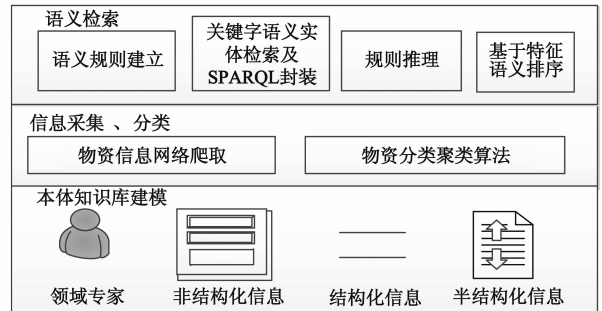 语义检索
语义规则建立
关键字语义实
体检索及
SPARQL封装
规则推理
基于特征
语义排序
信息采集 、分类
物资信息网络爬取
物资分类聚类算法
本体知识库建模
领域专家
非结构化信息
结构化信息
半结构化信息